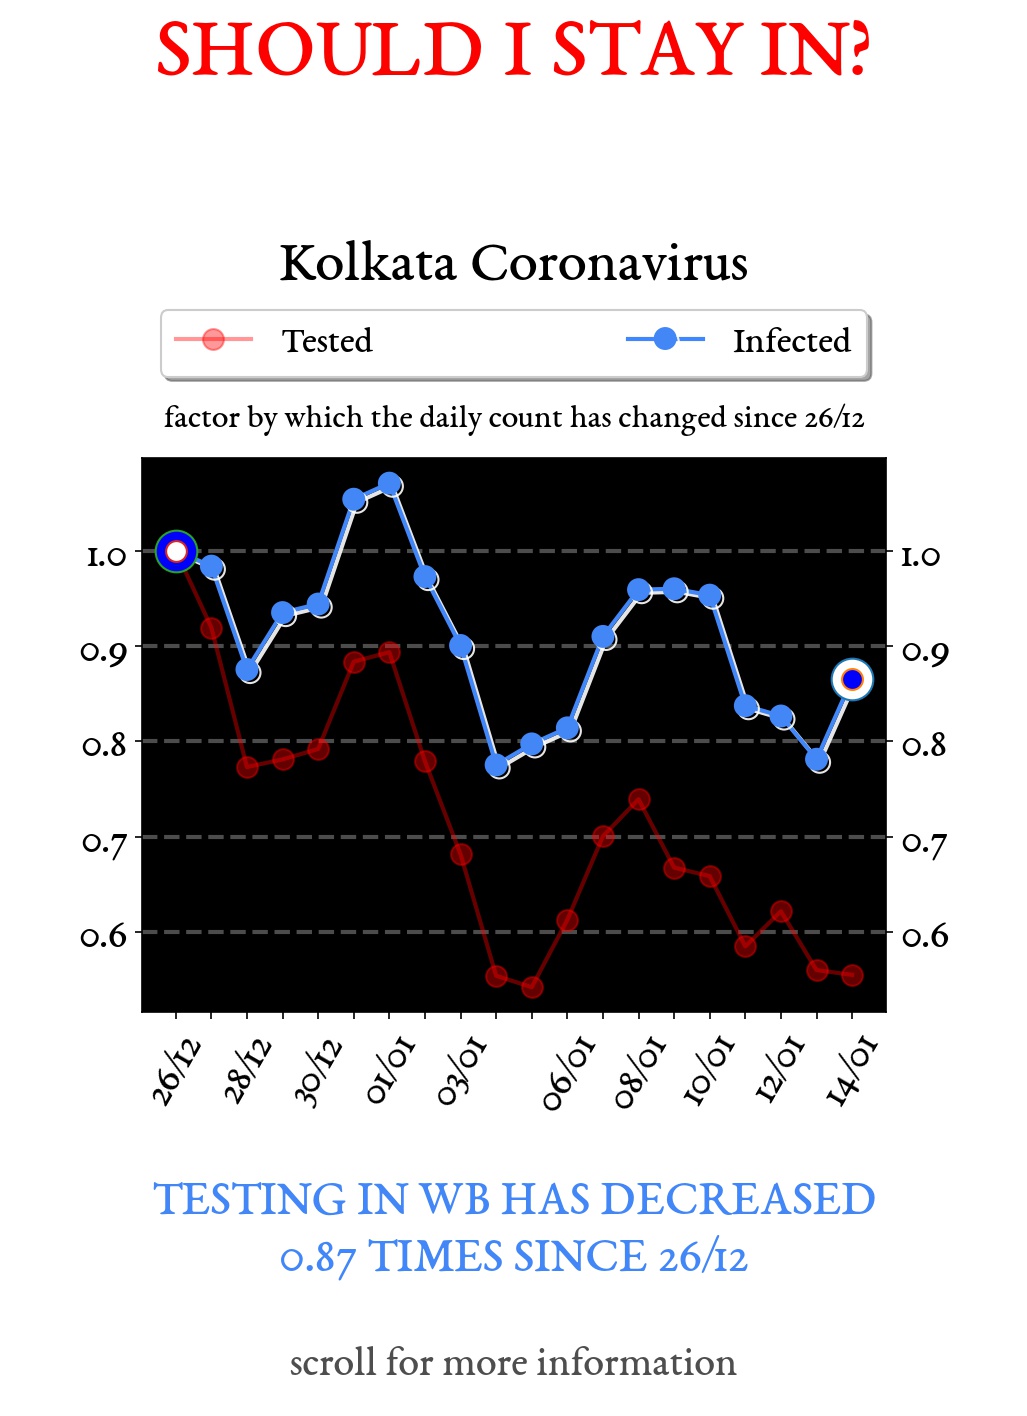 SHOULD I STAY IN?
Kolkata Coronavirus
Tested Infected
factor by which the daily count has changed since 26/12
1.0 1.0
0.9 0.9
0.8 0.8
0.7 0.7
0.6 0.6
26/12 28/12 30/12 01/01 03/01 06/01 08/01 10/01 12/01 14/01
TESTING IN WB HAS DECREASED
0.87 TIMES SINCE 26/12
scroll for more information